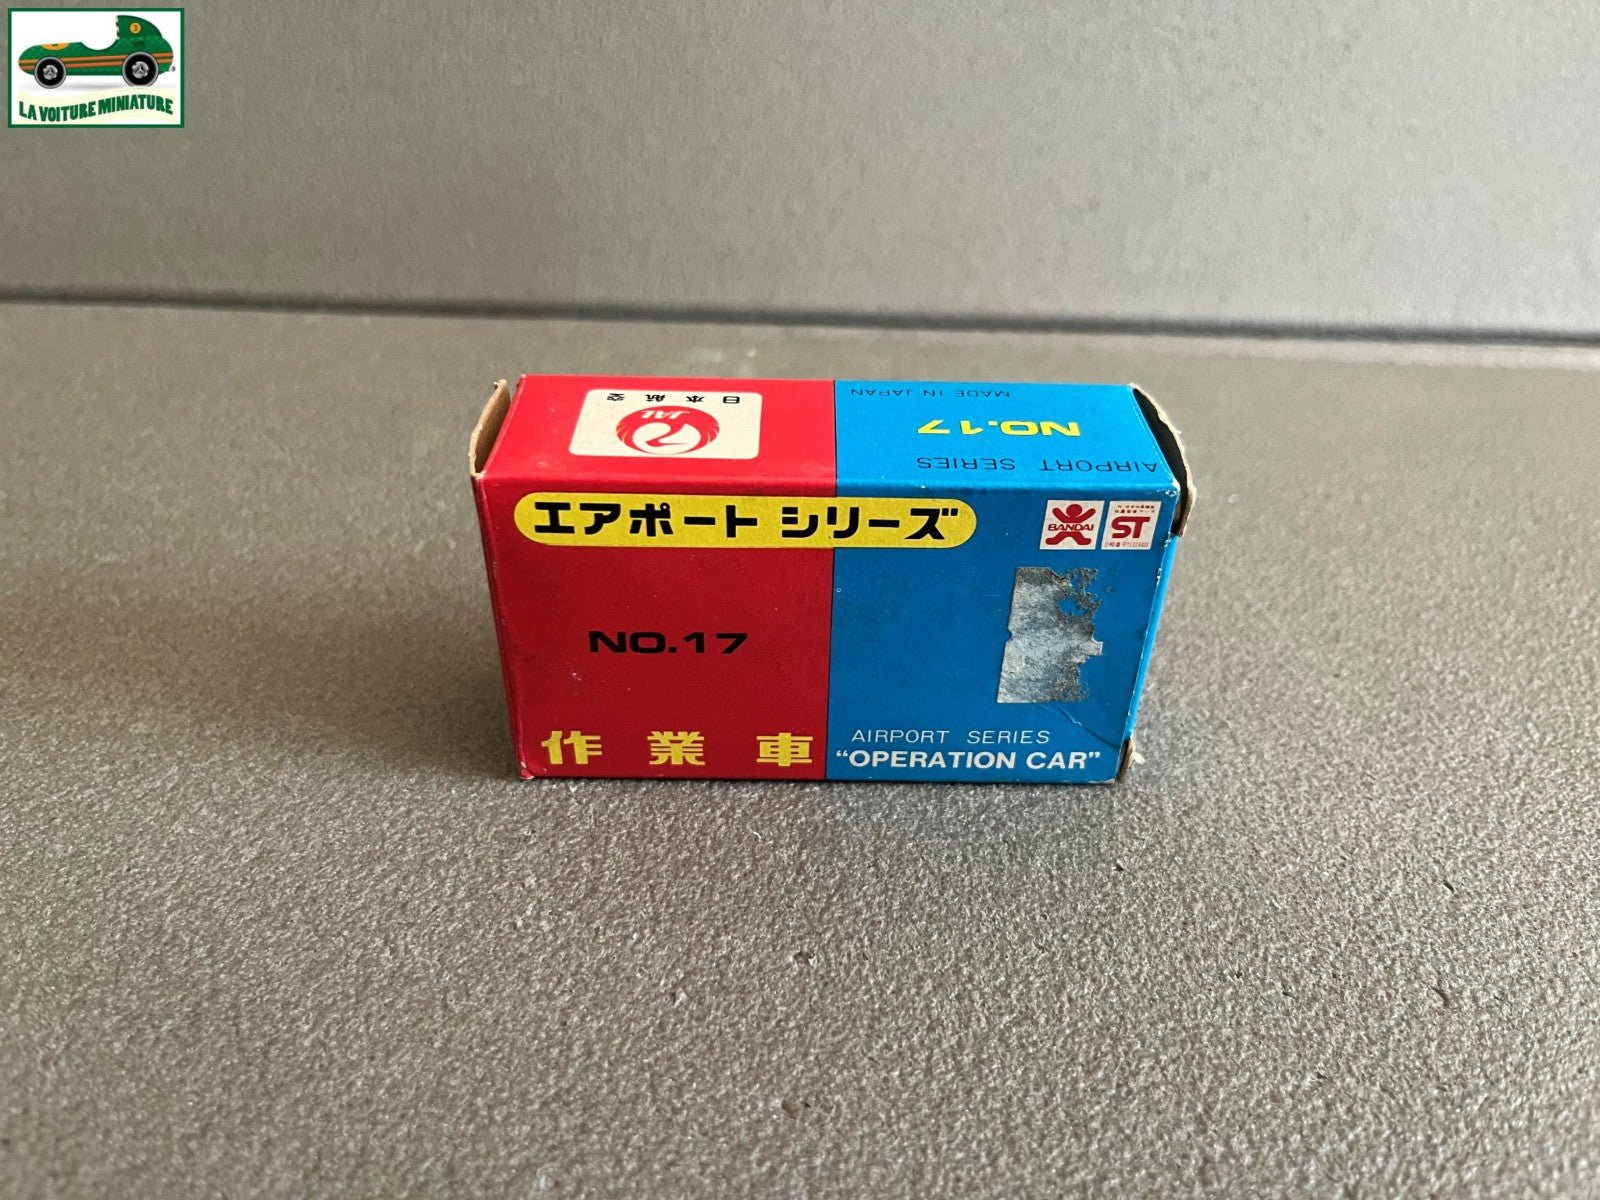 LA VOITURE MINIATURE
日本航空
JAL
MADE IN JAPAN
NO.17
AIRPORT SERIES
エアポートシリーズ
BANDAI
ST
NO.17
作業車
AIRPORT SERIES
“OPERATION CAR”